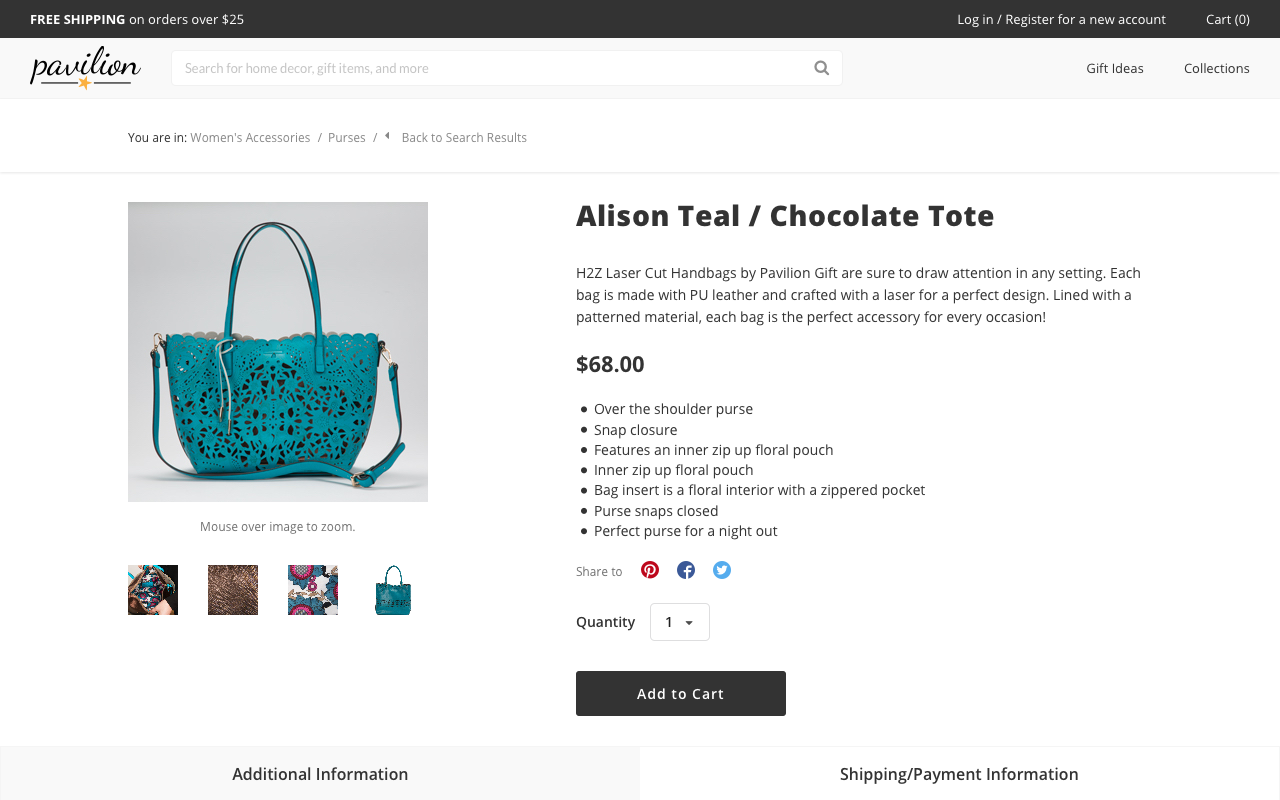 FREE SHIPPING on orders over $25
Log in / Register for a new account
Cart (0)
pavilion
Search for home decor, gift items, and more
Gift Ideas
Collections
You are in: Women's Accessories / Purses / Back to Search Results
Alison Teal / Chocolate Tote
H2Z Laser Cut Handbags by Pavilion Gift are sure to draw attention in any setting. Each
bag is made with PU leather and crafted with a laser for a perfect design. Lined with a
patterned material, each bag is the perfect accessory for every occasion!
$68.00
Over the shoulder purse
Snap closure
Features an inner zip up floral pouch
Inner zip up floral pouch
Bag insert is a floral interior with a zippered pocket
Purse snaps closed
Perfect purse for a night out
Mouse over image to zoom.
Share to
Quantity 1
Add to Cart
Additional Information
Shipping/Payment Information